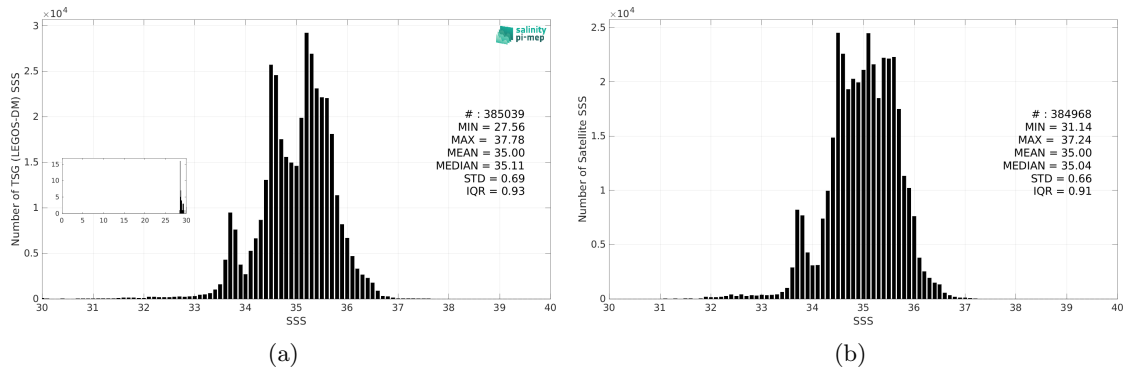 ×10⁴
3
2.5
2
1.5
1
0.5
0
Number of TSG (LEGOS-DM) SSS
salinity
pi-mep
# : 385039
MIN = 27.56
MAX = 37.78
MEAN = 35.00
MEDIAN = 35.11
STD = 0.69
IQR = 0.93
15
10
5
0
0 5 10 15 20 25 30
30 31 32 33 34 35 36 37 38 39 40
SSS
(a)
×10⁴
2.5
2
1.5
1
0.5
0
Number of Satellite SSS
# : 384968
MIN = 31.14
MAX = 37.24
MEAN = 35.00
MEDIAN = 35.04
STD = 0.66
IQR = 0.91
30 31 32 33 34 35 36 37 38 39 40
SSS
(b)